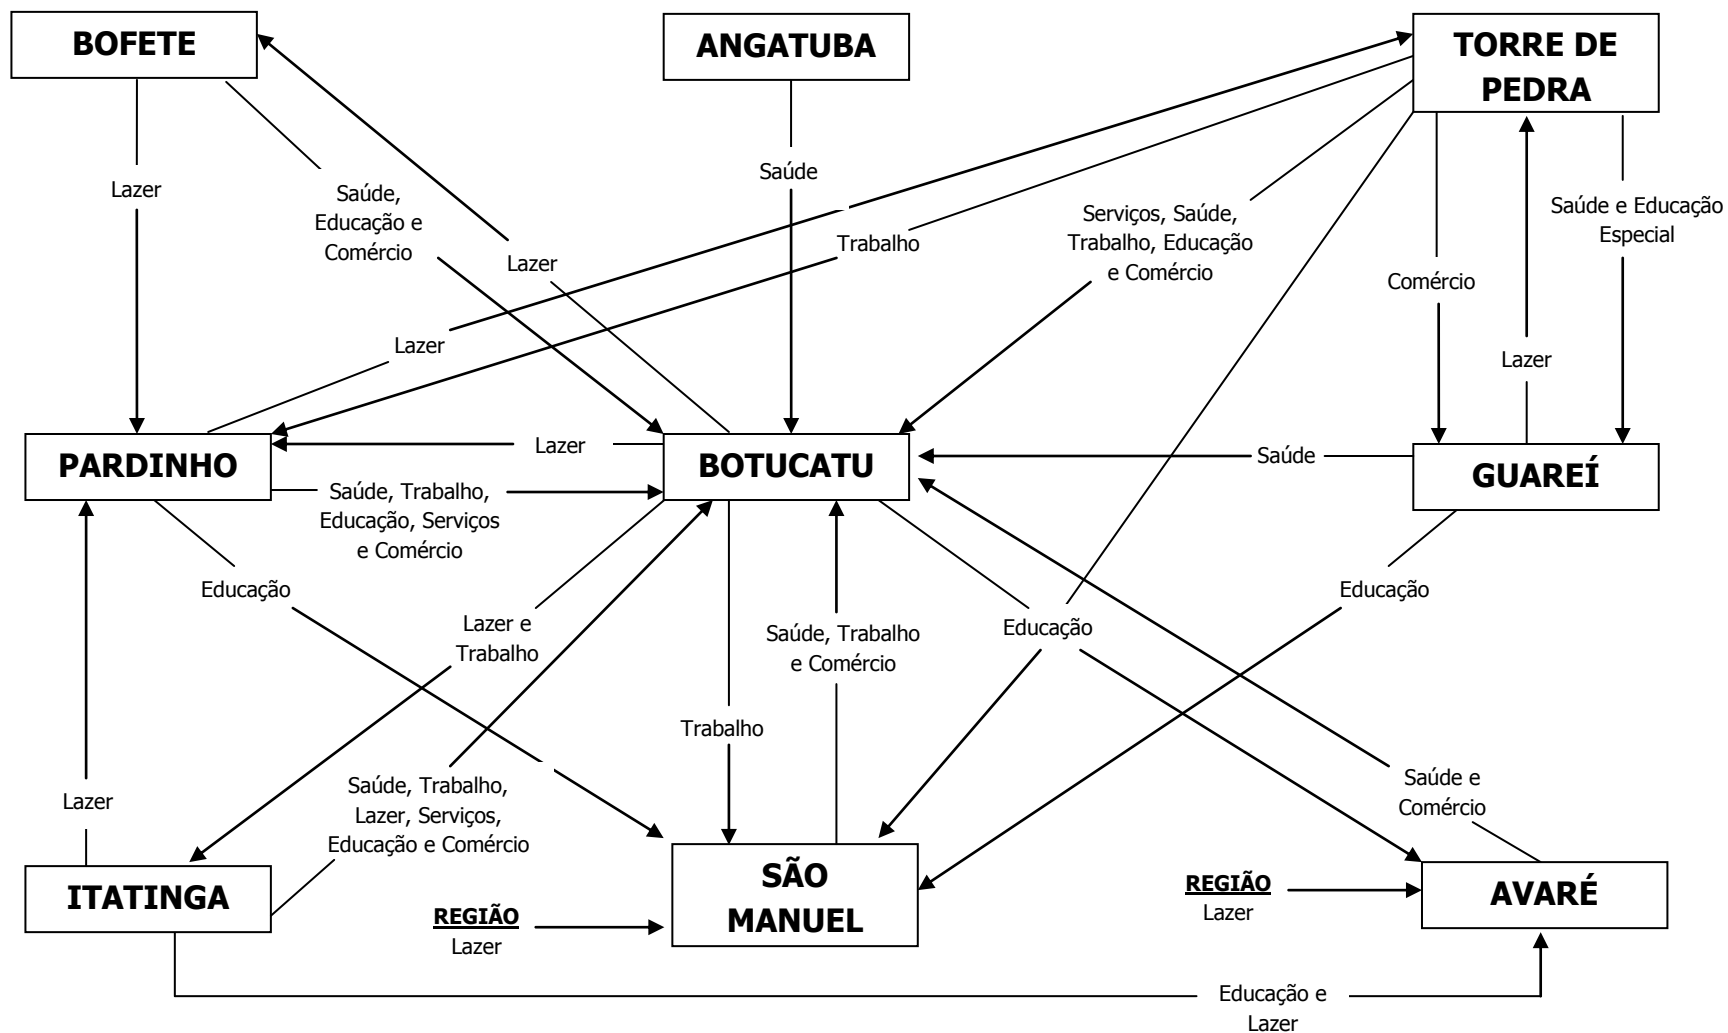 BOFETE
ANGATUBA
TORRE DE
PEDRA
Lazer
Saúde,
Educação e
Comércio
Lazer
Saúde
Trabalho
Lazer
Serviços, Saúde,
Trabalho, Educação
e Comércio
Comércio
Lazer
Saúde e Educação
Especial
PARDINHO
Lazer
BOTUCATU
Saúde
GUAREÍ
Saúde, Trabalho,
Educação, Serviços
e Comércio
Educação
Lazer e
Trabalho
Saúde, Trabalho
e Comércio
Educação
Educação
Trabalho
Lazer
Saúde, Trabalho,
Lazer, Serviços,
Educação e Comércio
Saúde e
Comércio
ITATINGA
REGIÃO
Lazer
SÃO
MANUEL
REGIÃO
Lazer
AVARÉ
Educação e
Lazer